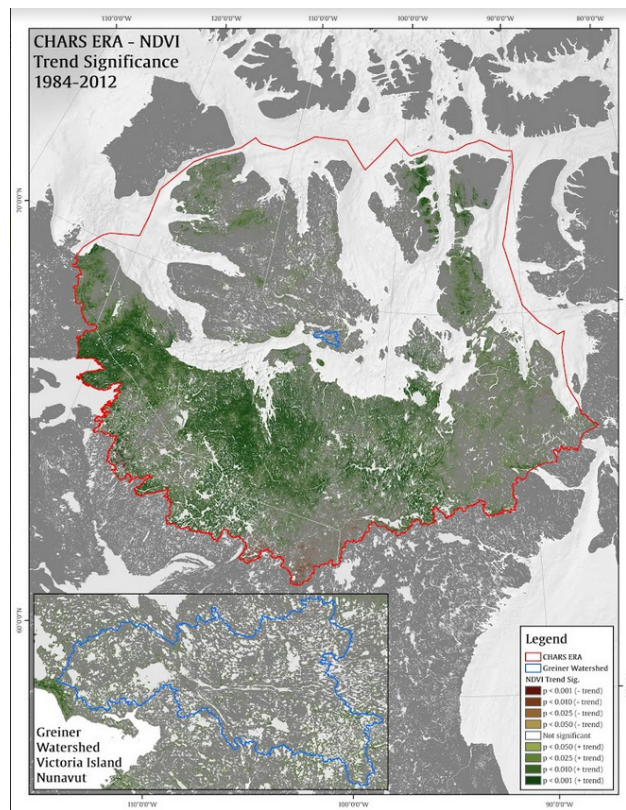 110°0'0"W
120°0'0"W
110°0'0"W
100°0'0"W
90°0'0"W
80°0'0"W
CHARS ERA - NDVI
Trend Significance
1984-2012
70°0'0"N
60°0'0"N
Greiner
Watershed
Victoria Island
Nunavut
Legend
CHARS ERA
Greiner Watershed
NDVI Trend Sig.
p < 0.001 (- trend)
p < 0.010 (- trend)
p < 0.025 (- trend)
p < 0.050 (- trend)
Not significant
p < 0.050 (+ trend)
p < 0.025 (+ trend)
p < 0.010 (+ trend)
p < 0.001 (+ trend)
110°0'0"W
100°0'0"W
90°0'0"W